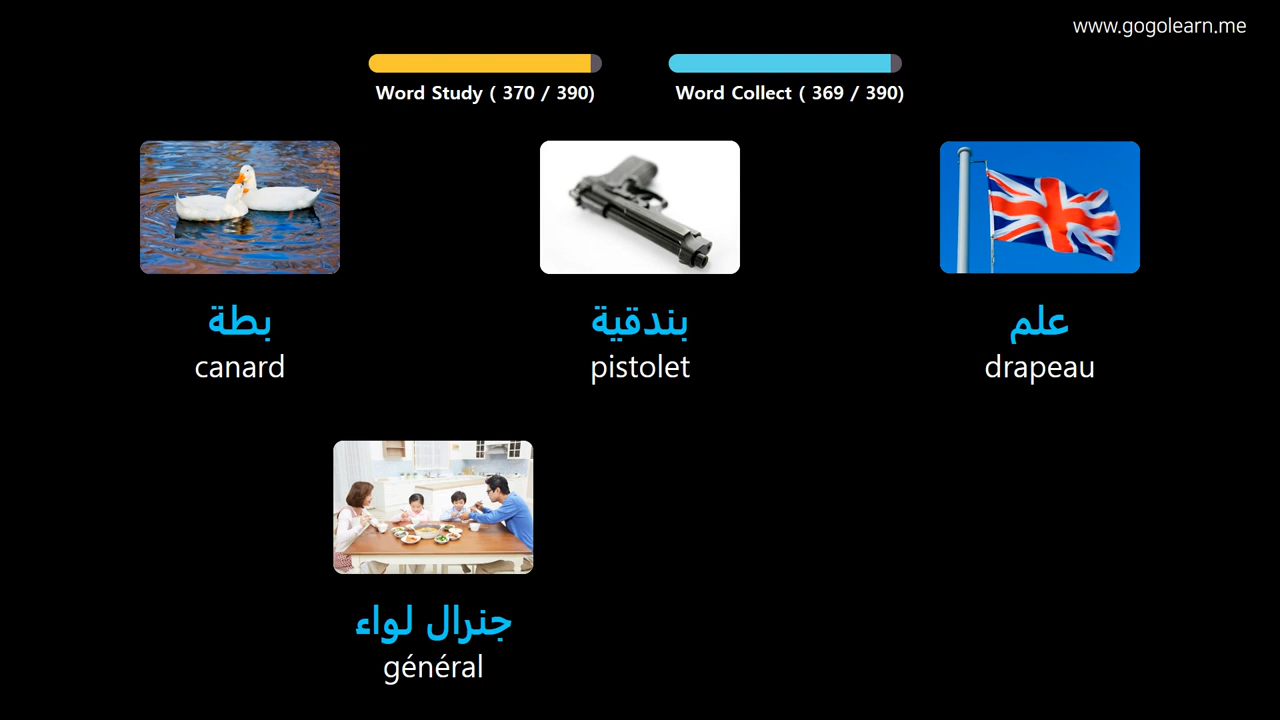 www.gogolearn.me
Word Study ( 370 / 390)
Word Collect ( 369 / 390)
بطة
canard
بندقية
pistolet
علم
drapeau
جنرال لواء
général